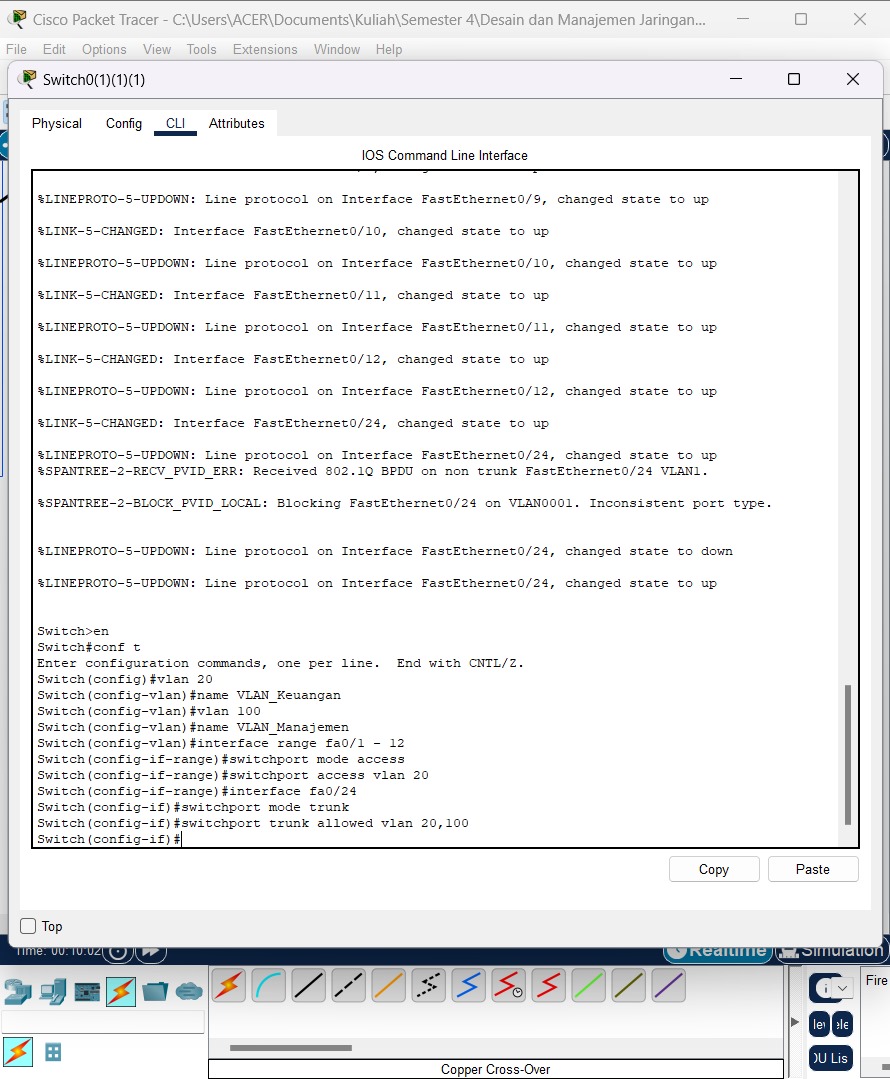 Cisco Packet Tracer - C:\Users\ACER\Documents\Kuliah\Semester 4\Desain dan Manajemen Jaringan...
File Edit Options View Tools Extensions Window Help
Switch0(1)(1)(1)
Physical Config CLI Attributes
IOS Command Line Interface
%LINEPROTO-5-UPDOWN: Line protocol on Interface FastEthernet0/9, changed state to up
%LINK-5-CHANGED: Interface FastEthernet0/10, changed state to up
%LINEPROTO-5-UPDOWN: Line protocol on Interface FastEthernet0/10, changed state to up
%LINK-5-CHANGED: Interface FastEthernet0/11, changed state to up
%LINEPROTO-5-UPDOWN: Line protocol on Interface FastEthernet0/11, changed state to up
%LINK-5-CHANGED: Interface FastEthernet0/12, changed state to up
%LINEPROTO-5-UPDOWN: Line protocol on Interface FastEthernet0/12, changed state to up
%LINK-5-CHANGED: Interface FastEthernet0/24, changed state to up
%LINEPROTO-5-UPDOWN: Line protocol on Interface FastEthernet0/24, changed state to up
%SPANTREE-2-RECV_PVID_ERR: Received 802.1Q BPDU on non trunk FastEthernet0/24 VLAN1.
%SPANTREE-2-BLOCK_PVID_LOCAL: Blocking FastEthernet0/24 on VLAN0001. Inconsistent port type.
%LINEPROTO-5-UPDOWN: Line protocol on Interface FastEthernet0/24, changed state to down
%LINEPROTO-5-UPDOWN: Line protocol on Interface FastEthernet0/24, changed state to up
Switch>en
Switch#conf t
Enter configuration commands, one per line. End with CNTL/Z.
Switch(config)#vlan 20
Switch(config-vlan)#name VLAN_Keuangan
Switch(config-vlan)#vlan 100
Switch(config-vlan)#name VLAN_Manajemen
Switch(config-vlan)#interface range fa0/1 - 12
Switch(config-if-range)#switchport mode access
Switch(config-if-range)#switchport access vlan 20
Switch(config-if-range)#interface fa0/24
Switch(config-if)#switchport mode trunk
Switch(config-if)#switchport trunk allowed vlan 20,100
Switch(config-if)#
Copy Paste
Top
Time: 00:10:02 Realtime Simulation
Fire
Copper Cross-Over